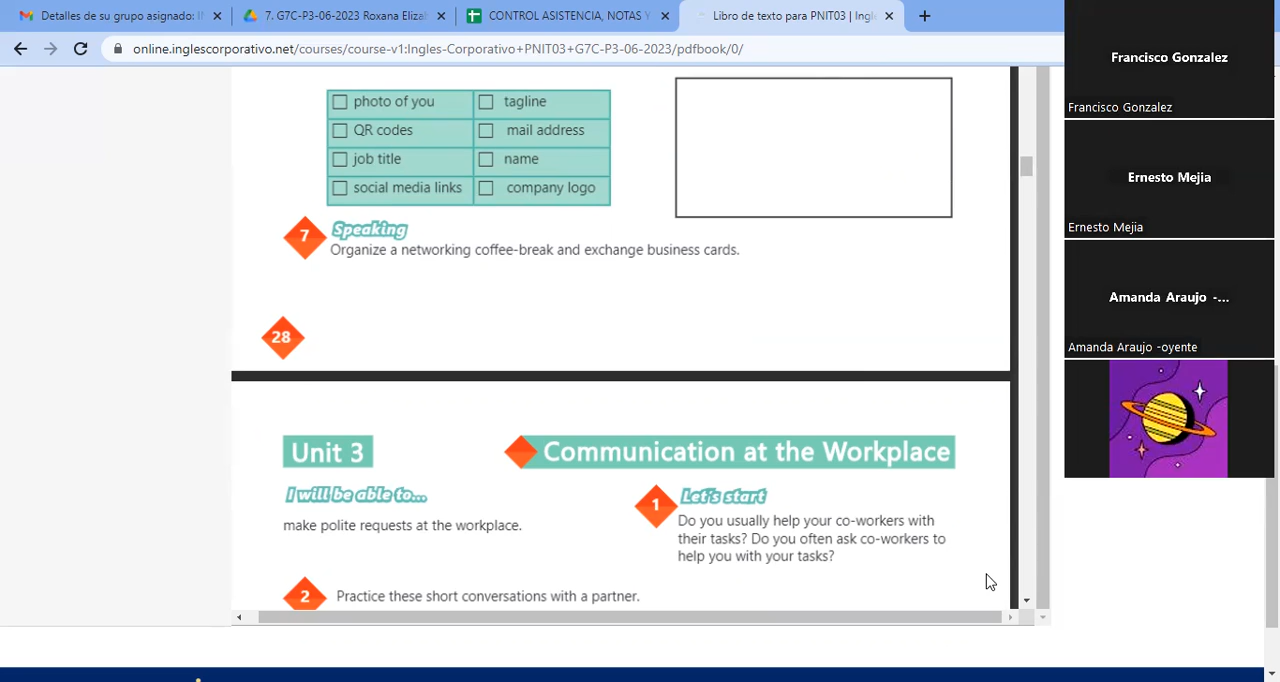 Detalles de su grupo asignado: I
7. G7C-P3-06-2023 Roxana Elizab
CONTROL ASISTENCIA, NOTAS Y
Libro de texto para PNIT03 | Ingl
online.inglescorporativo.net/courses/course-v1:Ingles-Corporativo+PNIT03+G7C-P3-06-2023/pdfbook/0/
photo of you
tagline
QR codes
mail address
job title
name
social media links
company logo
7
Speaking
Organize a networking coffee-break and exchange business cards.
28
Unit 3
Communication at the Workplace
I will be able to...
make polite requests at the workplace.
1
Let's start
Do you usually help your co-workers with
their tasks? Do you often ask co-workers to
help you with your tasks?
2
Practice these short conversations with a partner.
Francisco Gonzalez
Francisco Gonzalez
Ernesto Mejia
Ernesto Mejia
Amanda Araujo -...
Amanda Araujo -oyente